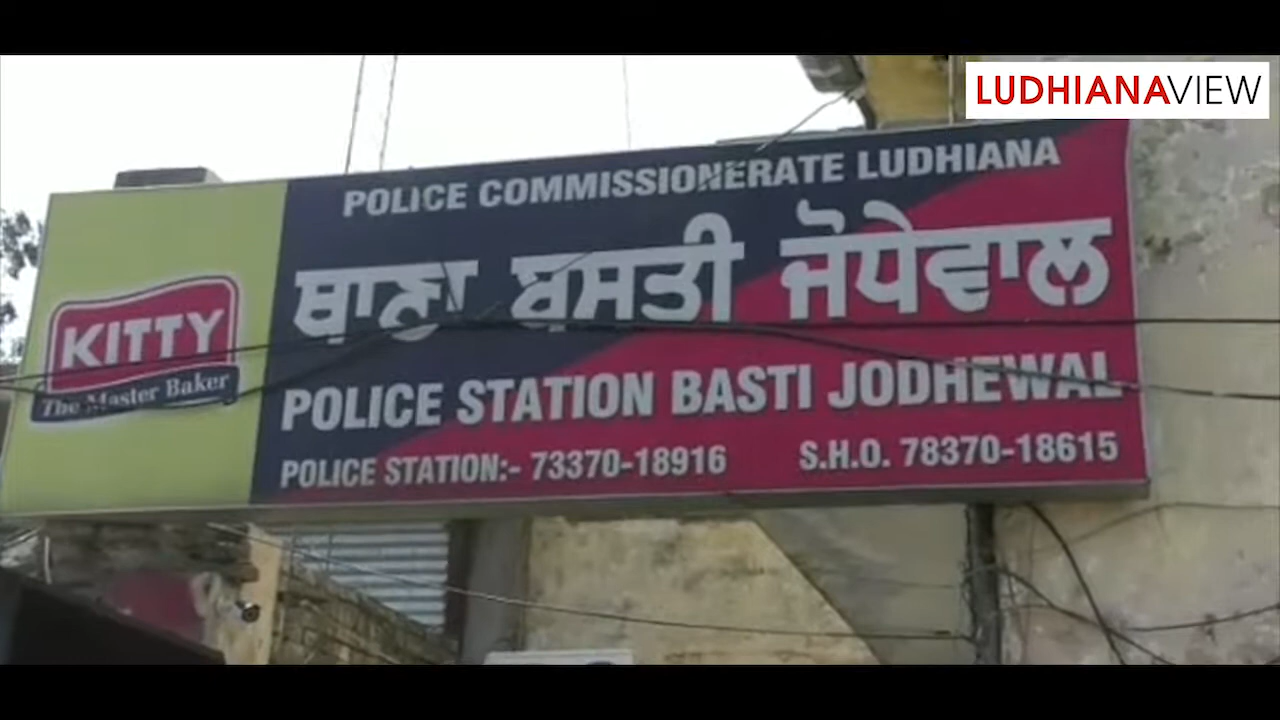 LUDHIANAVIEW
POLICE COMMISSIONERATE LUDHIANA
ਥਾਣਾ ਬਸਤੀ ਜੋਧੇਵਾਲ
KITTY
The Master Baker
POLICE STATION BASTI JODHEWAL
POLICE STATION:- 73370-18916 S.H.O. 78370-18615